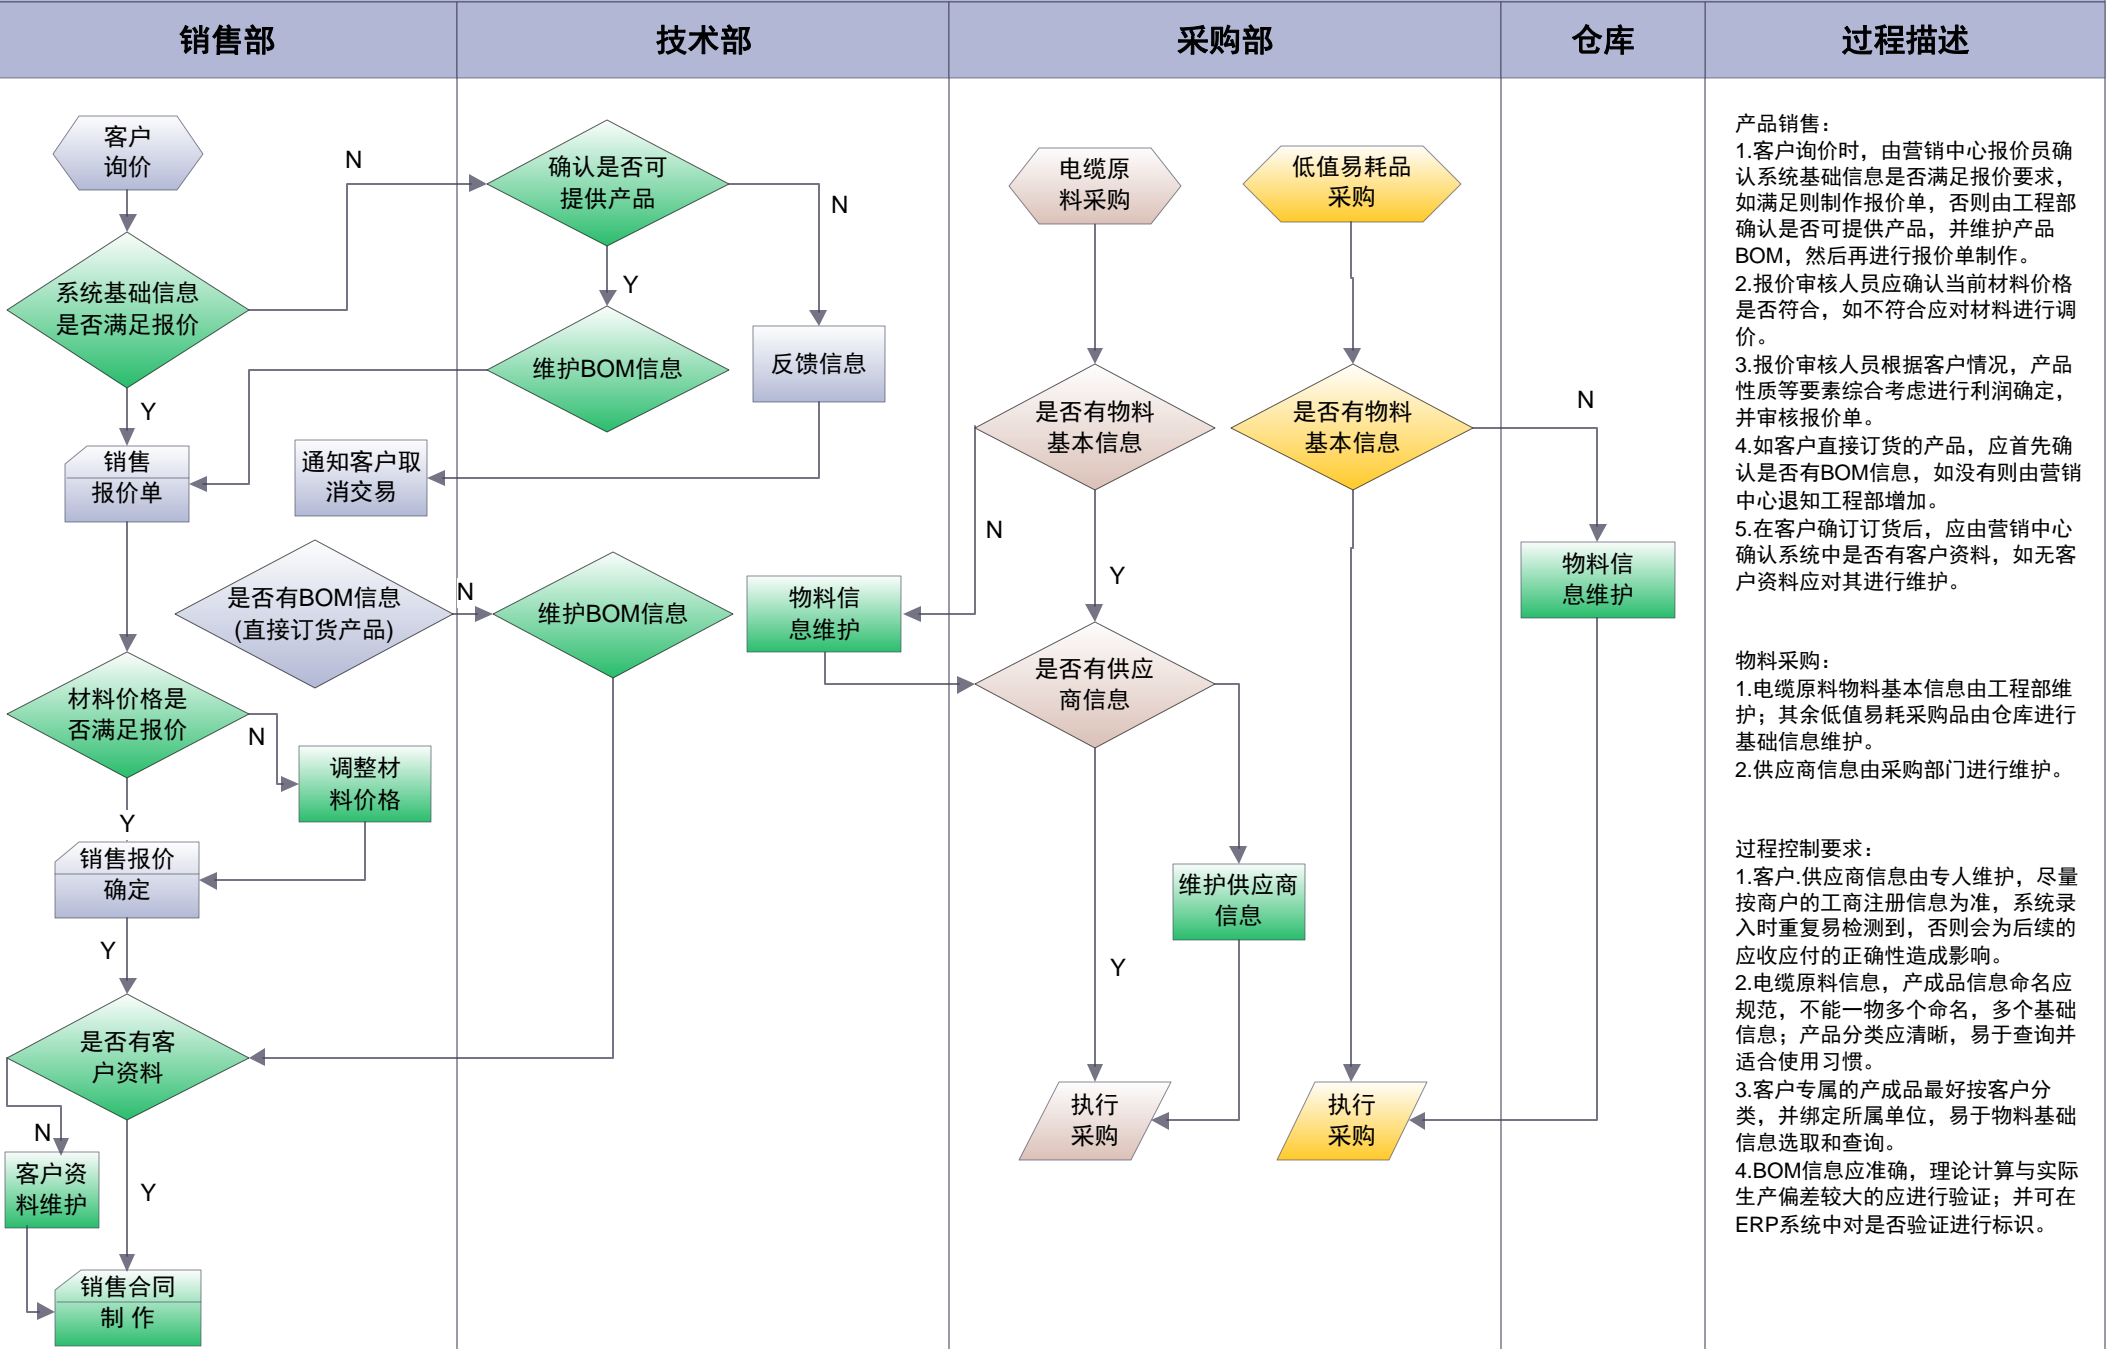 销售部
技术部
采购部
仓库
过程描述
客户
询价
N
系统基础信息
是否满足报价
Y
销售
报价单
通知客户取
消交易
是否有BOM信息
(直接订货产品)
N
材料价格是
否满足报价
N
调整材
料价格
Y
销售报价
确定
Y
是否有客
户资料
N
客户资
料维护
Y
销售合同
制 作
确认是否可
提供产品
N
Y
维护BOM信息
反馈信息
维护BOM信息
物料信
息维护
电缆原
料采购
低值易耗品
采购
是否有物料
基本信息
是否有物料
基本信息
N
N
Y
是否有供应
商信息
维护供应商
信息
Y
执行
采购
执行
采购
物料信
息维护
产品销售：
1.客户询价时，由营销中心报价员确
认系统基础信息是否满足报价要求，
如满足则制作报价单，否则由工程部
确认是否可提供产品，并维护产品
BOM，然后再进行报价单制作。
2.报价审核人员应确认当前材料价格
是否符合，如不符合应对材料进行调
价。
3.报价审核人员根据客户情况，产品
性质等要素综合考虑进行利润确定，
并审核报价单。
4.如客户直接订货的产品，应首先确
认是否有BOM信息，如没有则由营销
中心退知工程部增加。
5.在客户确订订货后，应由营销中心
确认系统中是否有客户资料，如无客
户资料应对其进行维护。
物料采购：
1.电缆原料物料基本信息由工程部维
护；其余低值易耗采购品由仓库进行
基础信息维护。
2.供应商信息由采购部门进行维护。
过程控制要求：
1.客户.供应商信息由专人维护，尽量
按商户的工商注册信息为准，系统录
入时重复易检测到，否则会为后续的
应收应付的正确性造成影响。
2.电缆原料信息，产成品信息命名应
规范，不能一物多个命名，多个基础
信息；产品分类应清晰，易于查询并
适合使用习惯。
3.客户专属的产成品最好按客户分
类，并绑定所属单位，易于物料基础
信息选取和查询。
4.BOM信息应准确，理论计算与实际
生产偏差较大的应进行验证；并可在
ERP系统中对是否验证进行标识。